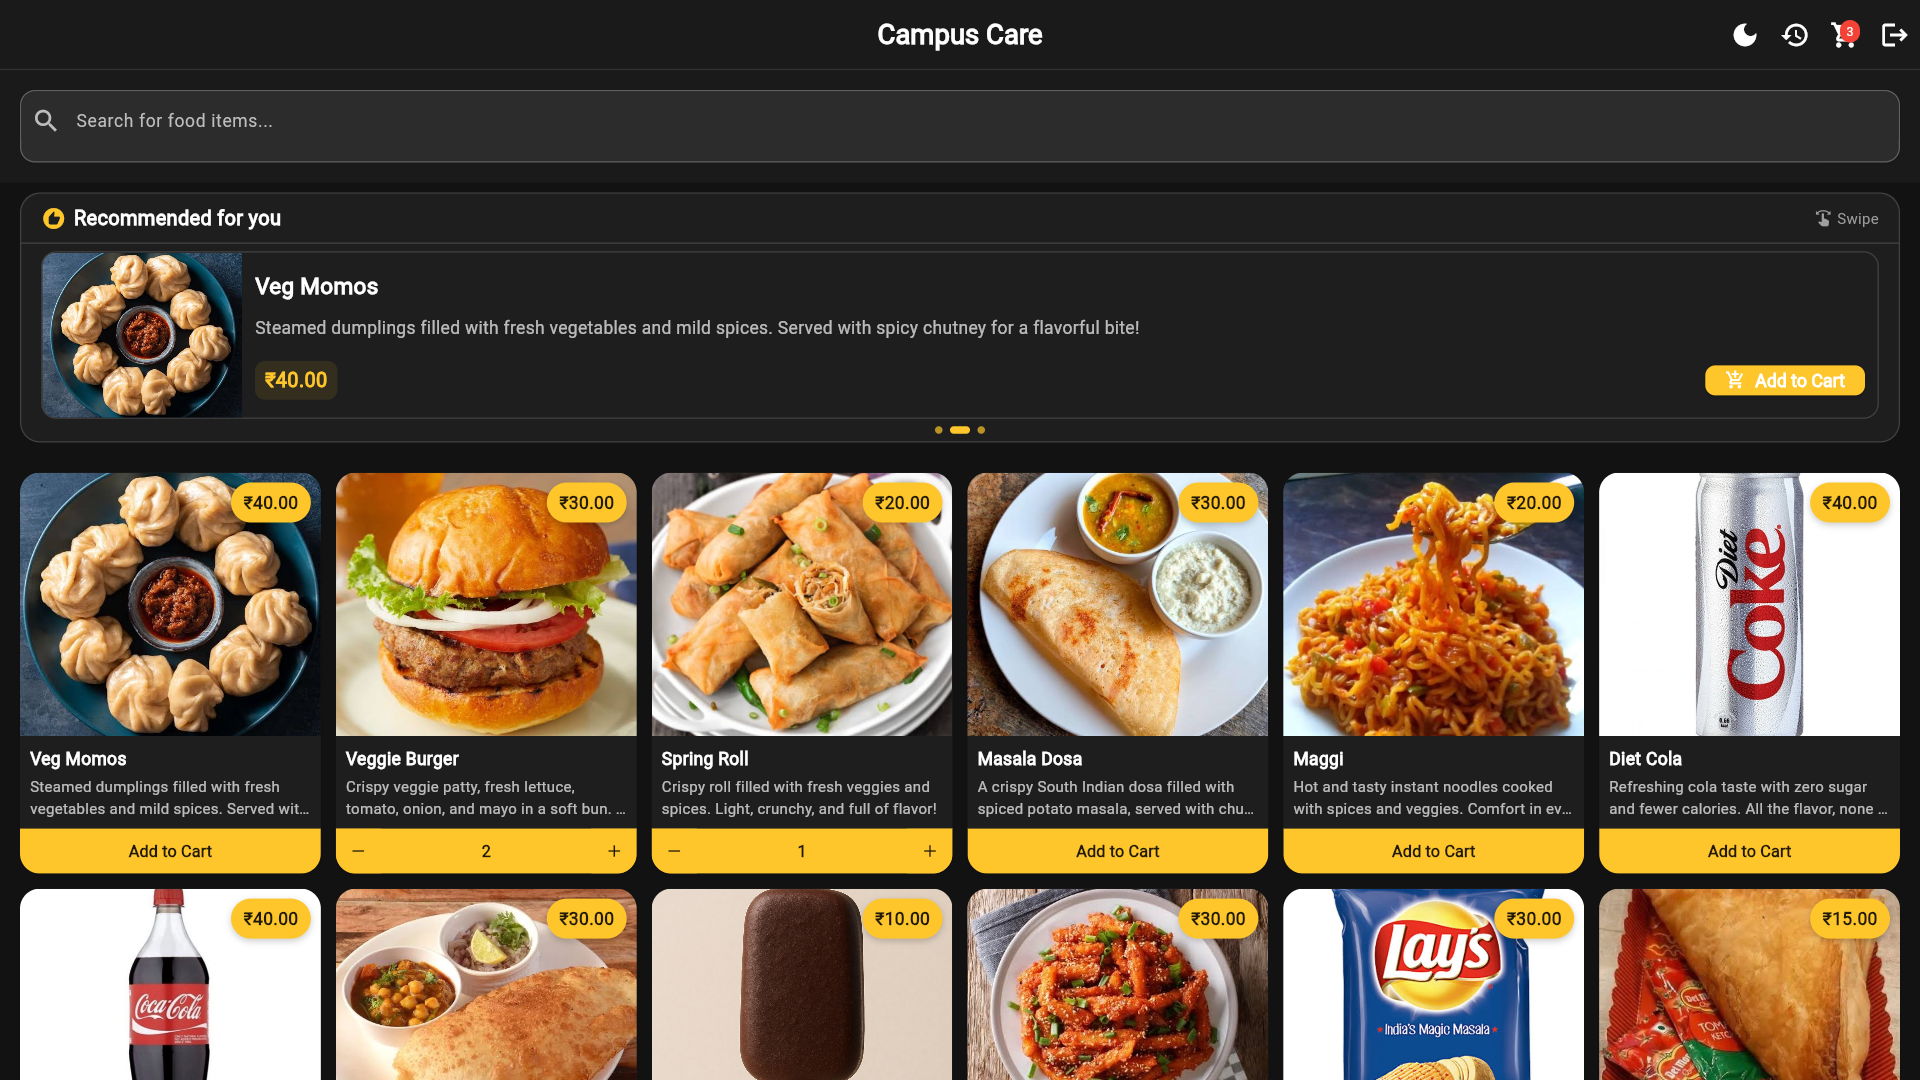 Campus Care
3
Search for food items...
Recommended for you
Swipe
Veg Momos
Steamed dumplings filled with fresh vegetables and mild spices. Served with spicy chutney for a flavorful bite!
₹40.00
Add to Cart
₹40.00
₹30.00
₹20.00
₹30.00
₹20.00
₹40.00
Diet
Coke
Veg Momos
Steamed dumplings filled with fresh
vegetables and mild spices. Served wit...
Add to Cart
Veggie Burger
Crispy veggie patty, fresh lettuce,
tomato, onion, and mayo in a soft bun. ...
2
Spring Roll
Crispy roll filled with fresh veggies and
spices. Light, crunchy, and full of flavor!
1
Masala Dosa
A crispy South Indian dosa filled with
spiced potato masala, served with chu...
Add to Cart
Maggi
Hot and tasty instant noodles cooked
with spices and veggies. Comfort in ev...
Add to Cart
Diet Cola
Refreshing cola taste with zero sugar
and fewer calories. All the flavor, none ...
Add to Cart
₹40.00
Coca-Cola
₹30.00
₹10.00
₹30.00
₹30.00
Lay's
India's Magic Masala
₹15.00